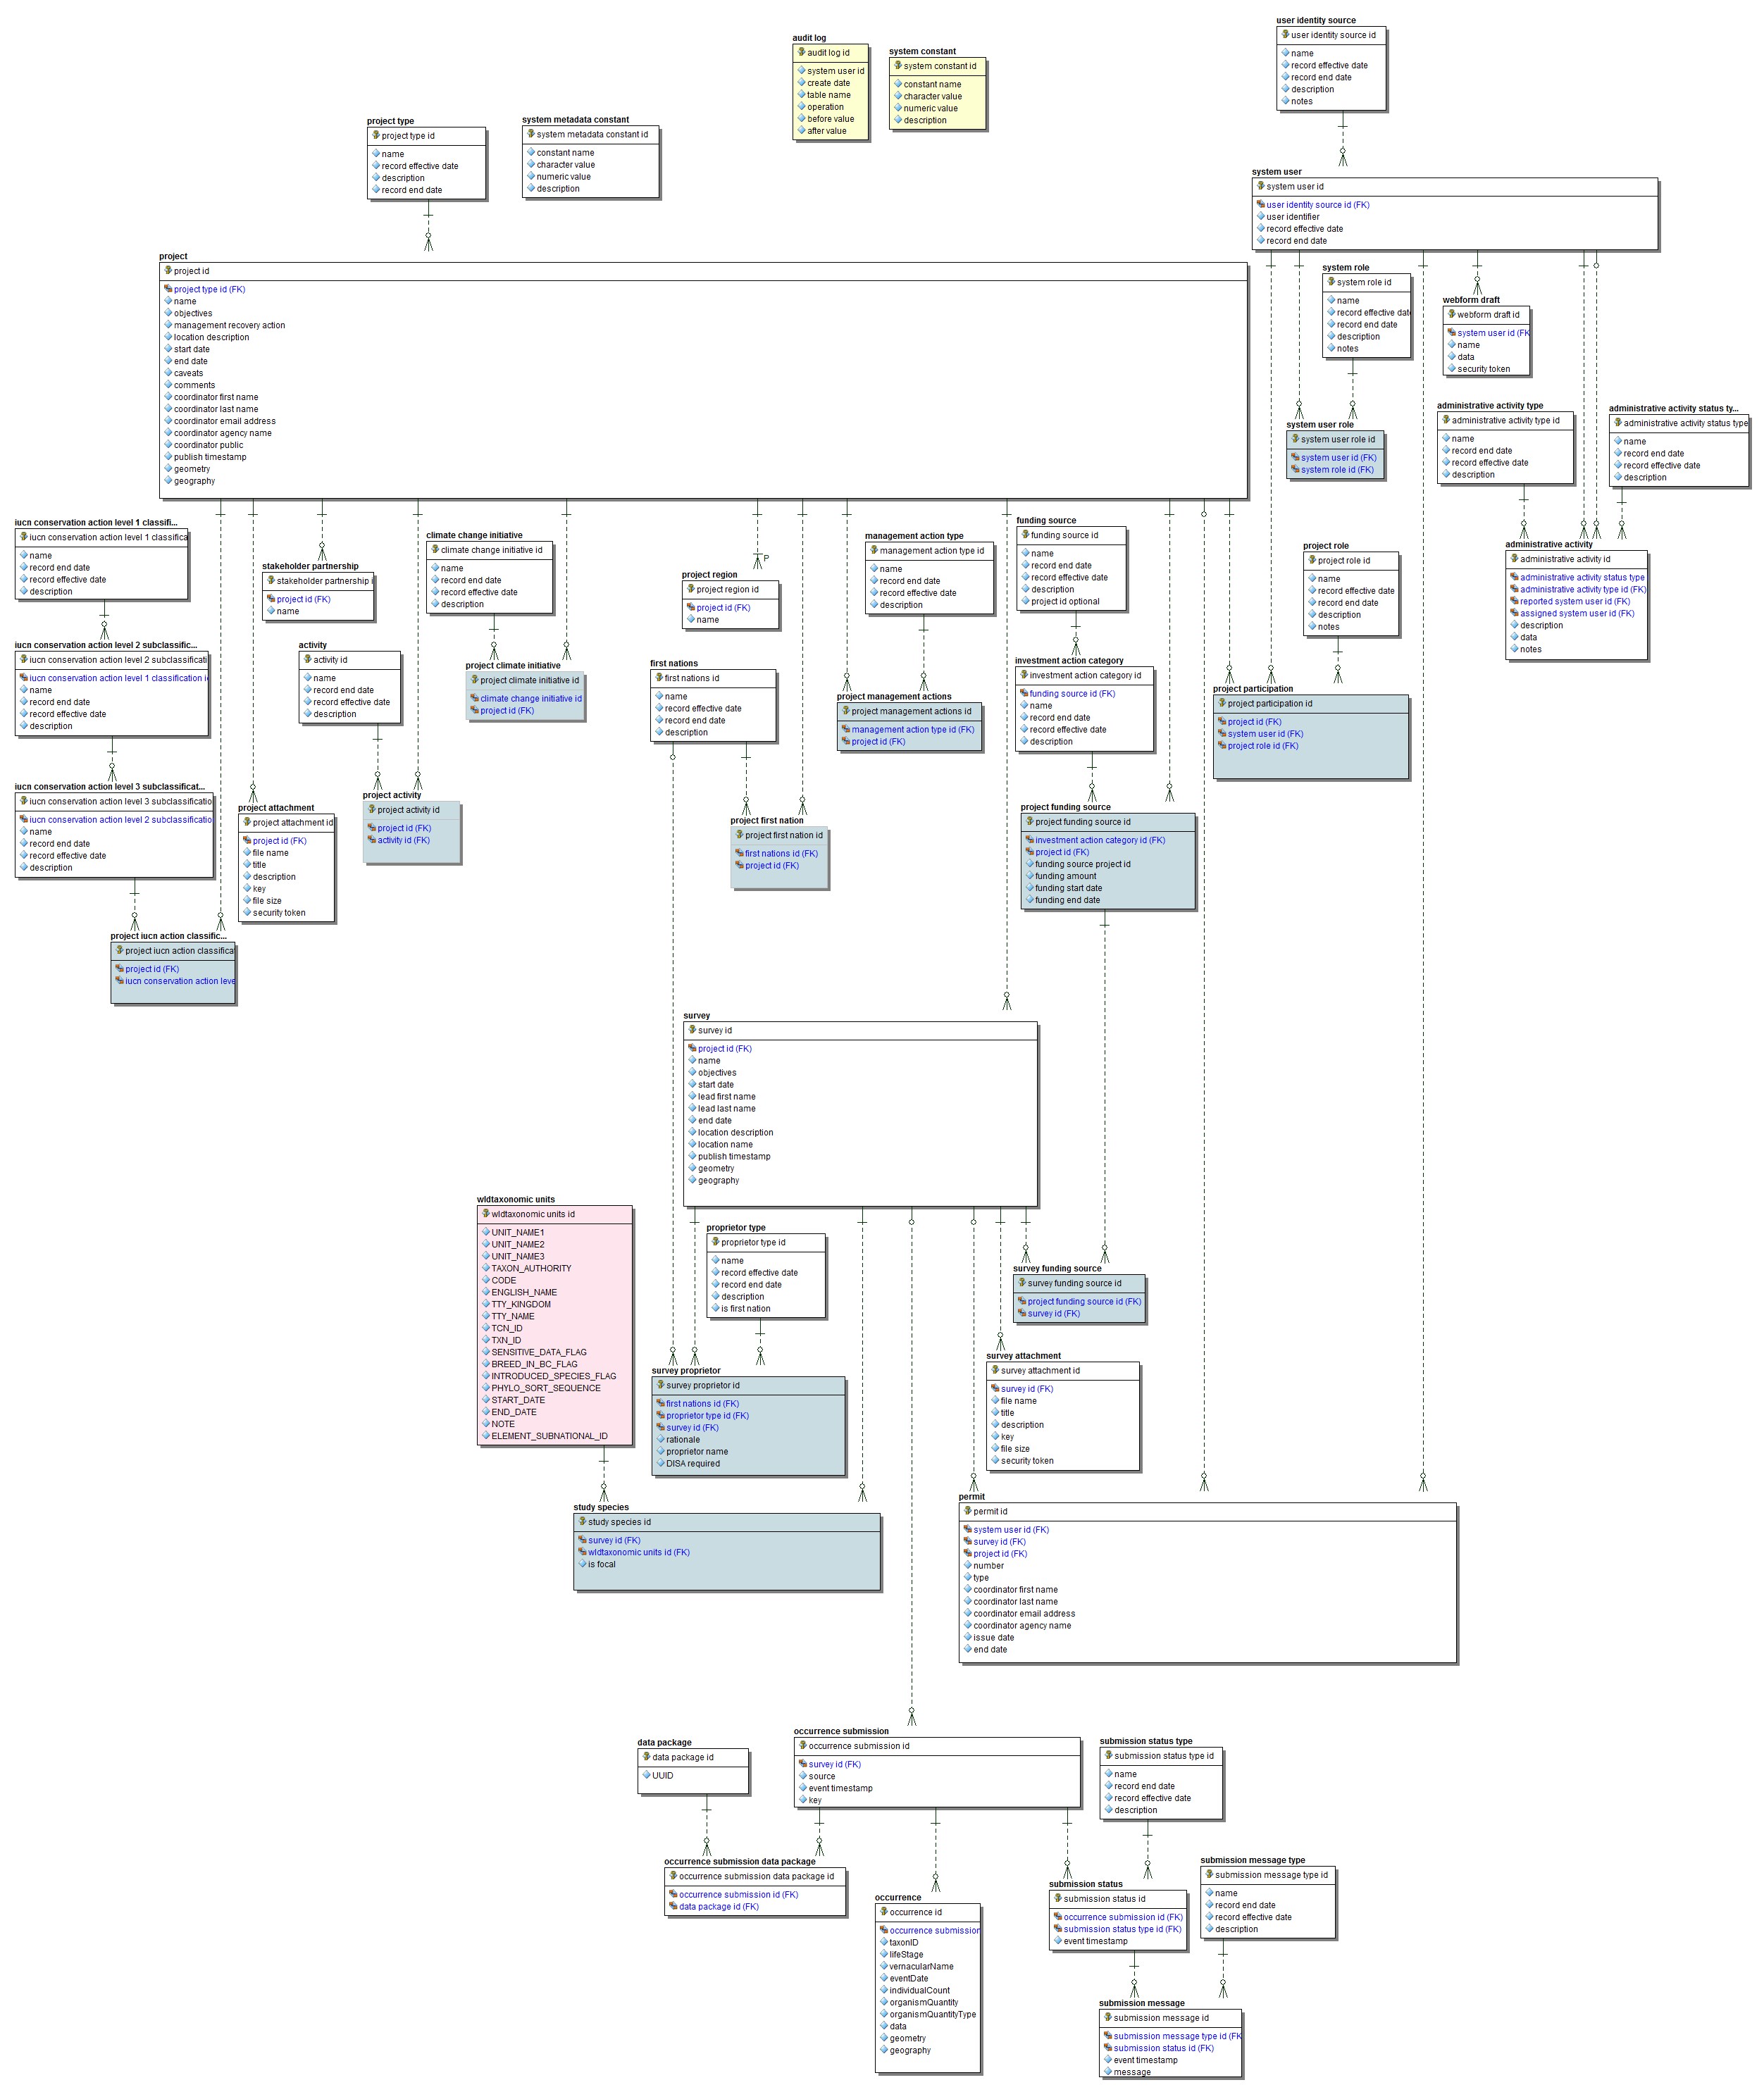 user identity source
user identity source id
name
record effective date
record end date
description
notes
audit log
audit log id
system user id
create date
table name
operation
before value
after value
system constant
system constant id
constant name
character value
numeric value
description
project type
project type id
name
record effective date
description
record end date
system metadata constant
system metadata constant id
constant name
character value
numeric value
description
system user
system user id
user identity source id (FK)
user identifier
record effective date
record end date
project
project id
project type id (FK)
name
objectives
management recovery action
location description
start date
end date
caveats
comments
coordinator first name
coordinator last name
coordinator email address
coordinator agency name
coordinator public
publish timestamp
geometry
geography
system role
system role id
name
record effective date
record end date
description
notes
webform draft
webform draft id
system user id (FK
name
data
security token
system user role
system user role id
system user id (FK)
system role id (FK)
administrative activity type
administrative activity type id
name
record end date
record effective date
description
administrative activity status ty...
administrative activity status type
name
record end date
record effective date
description
iucn conservation action level 1 classifi...
iucn conservation action level 1 classifica
name
record end date
record effective date
description
stakeholder partnership
stakeholder partnership i
project id (FK)
name
climate change initiative
climate change initiative id
name
record end date
record effective date
description
P
project region
project region id
project id (FK)
name
management action type
management action type id
name
record end date
record effective date
description
funding source
funding source id
name
record end date
record effective date
description
project id optional
project role
project role id
name
record effective date
record end date
description
notes
administrative activity
administrative activity id
administrative activity status type
administrative activity type id (FK)
reported system user id (FK)
assigned system user id (FK)
description
data
notes
iucn conservation action level 2 subclassific...
iucn conservation action level 2 subclassificati
iucn conservation action level 1 classification i
name
record end date
record effective date
description
activity
activity id
name
record end date
record effective date
description
project climate initiative
project climate initiative id
climate change initiative id
project id (FK)
first nations
first nations id
name
record effective date
record end date
description
project management actions
project management actions id
management action type id (FK)
project id (FK)
investment action category
investment action category id
funding source id (FK)
name
record end date
record effective date
description
project participation
project participation id
project id (FK)
system user id (FK)
project role id (FK)
iucn conservation action level 3 subclassificat...
iucn conservation action level 3 subclassificatio
iucn conservation action level 2 subclassificatio
name
record end date
record effective date
description
project attachment
project attachment id
project id (FK)
file name
title
description
key
file size
security token
project activity
project activity id
project id (FK)
activity id (FK)
project first nation
project first nation id
first nations id (FK)
project id (FK)
project funding source
project funding source id
investment action category id (FK)
project id (FK)
funding source project id
funding amount
funding start date
funding end date
project iucn action classific...
project iucn action classifica
project id (FK)
iucn conservation action leve
survey
survey id
project id (FK)
name
objectives
start date
lead first name
lead last name
end date
location description
location name
publish timestamp
geometry
geography
wldtaxonomic units
wldtaxonomic units id
UNIT_NAME1
UNIT_NAME2
UNIT_NAME3
TAXON_AUTHORITY
CODE
ENGLISH_NAME
TTY_KINGDOM
TTY_NAME
TCN_ID
TXN_ID
SENSITIVE_DATA_FLAG
BREED_IN_BC_FLAG
INTRODUCED_SPECIES_FLAG
PHYLO_SORT_SEQUENCE
START_DATE
END_DATE
NOTE
ELEMENT_SUBNATIONAL_ID
proprietor type
proprietor type id
name
record effective date
record end date
description
is first nation
survey funding source
survey funding source id
project funding source id (FK)
survey id (FK)
survey proprietor
survey proprietor id
first nations id (FK)
proprietor type id (FK)
survey id (FK)
rationale
proprietor name
DISA required
survey attachment
survey attachment id
survey id (FK)
file name
title
description
key
file size
security token
study species
study species id
survey id (FK)
wldtaxonomic units id (FK)
is focal
permit
permit id
system user id (FK)
survey id (FK)
project id (FK)
number
type
coordinator first name
coordinator last name
coordinator email address
coordinator agency name
issue date
end date
occurrence submission
occurrence submission id
survey id (FK)
source
event timestamp
key
data package
data package id
UUID
submission status type
submission status type id
name
record end date
record effective date
description
occurrence submission data package
occurrence submission data package id
occurrence submission id (FK)
data package id (FK)
occurrence
occurrence id
occurrence submission
taxonID
lifeStage
vernacularName
eventDate
individualCount
organismQuantity
organismQuantityType
data
geometry
geography
submission status
submission status id
occurrence submission id (FK)
submission status type id (FK)
event timestamp
submission message type
submission message type id
name
record end date
record effective date
description
submission message
submission message id
submission message type id (FK
submission status id (FK)
event timestamp
message